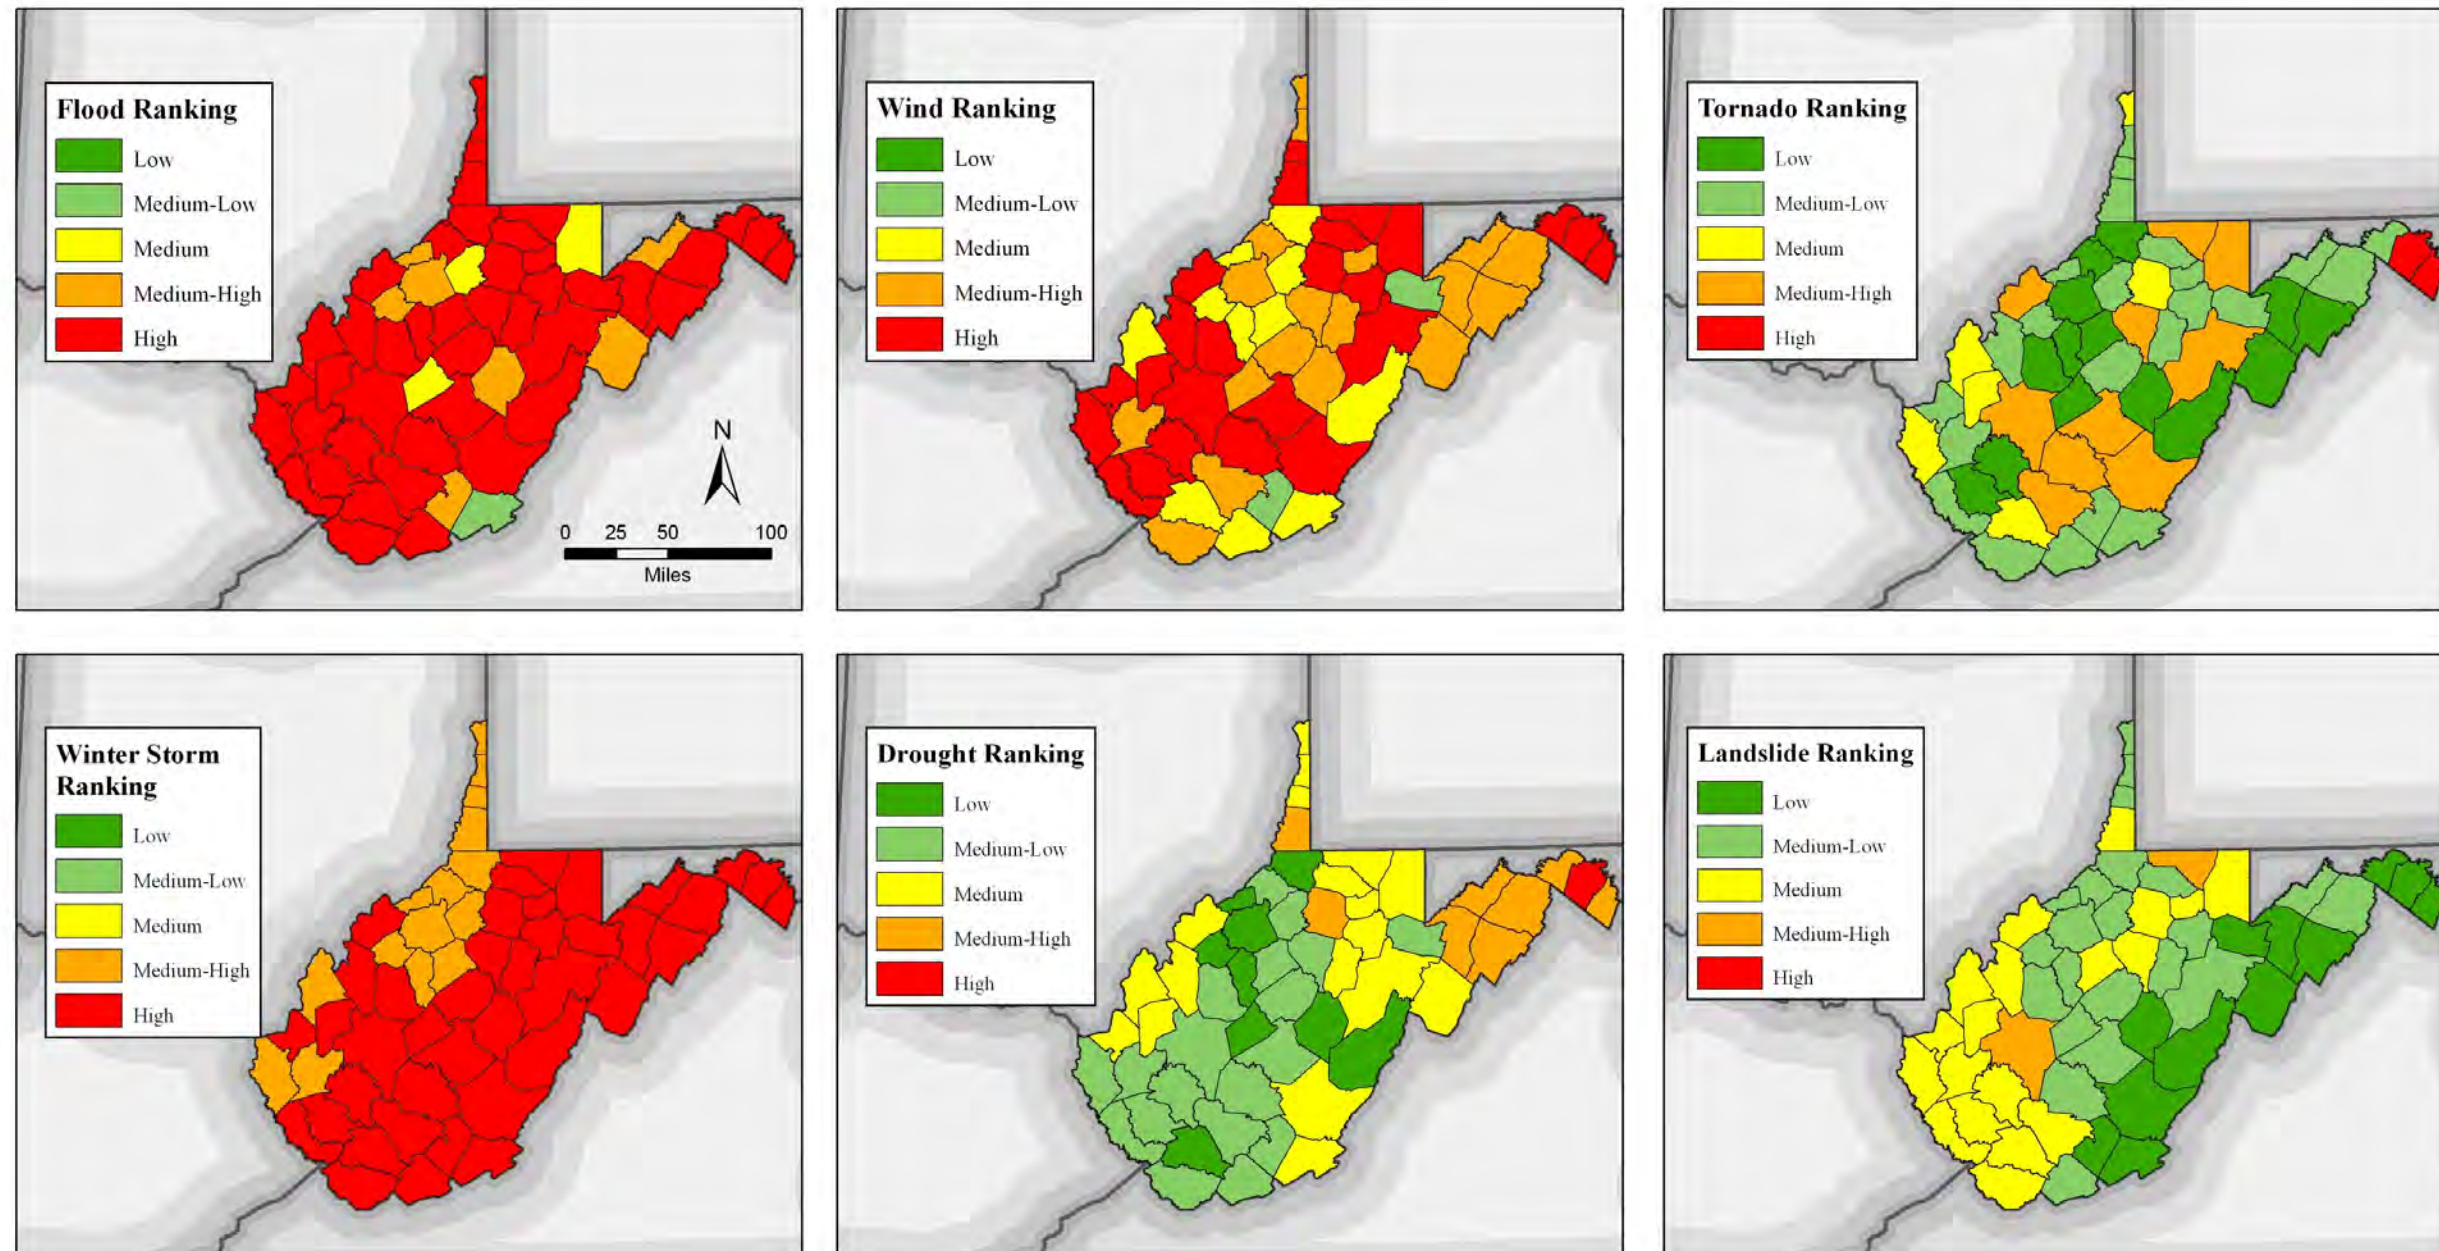 Flood Ranking
Low
Medium-Low
Medium
Medium-High
High
N
0 25 50 100
Miles
Wind Ranking
Low
Medium-Low
Medium
Medium-High
High
Tornado Ranking
Low
Medium-Low
Medium
Medium-High
High
Winter Storm
Ranking
Low
Medium-Low
Medium
Medium-High
High
Drought Ranking
Low
Medium-Low
Medium
Medium-High
High
Landslide Ranking
Low
Medium-Low
Medium
Medium-High
High